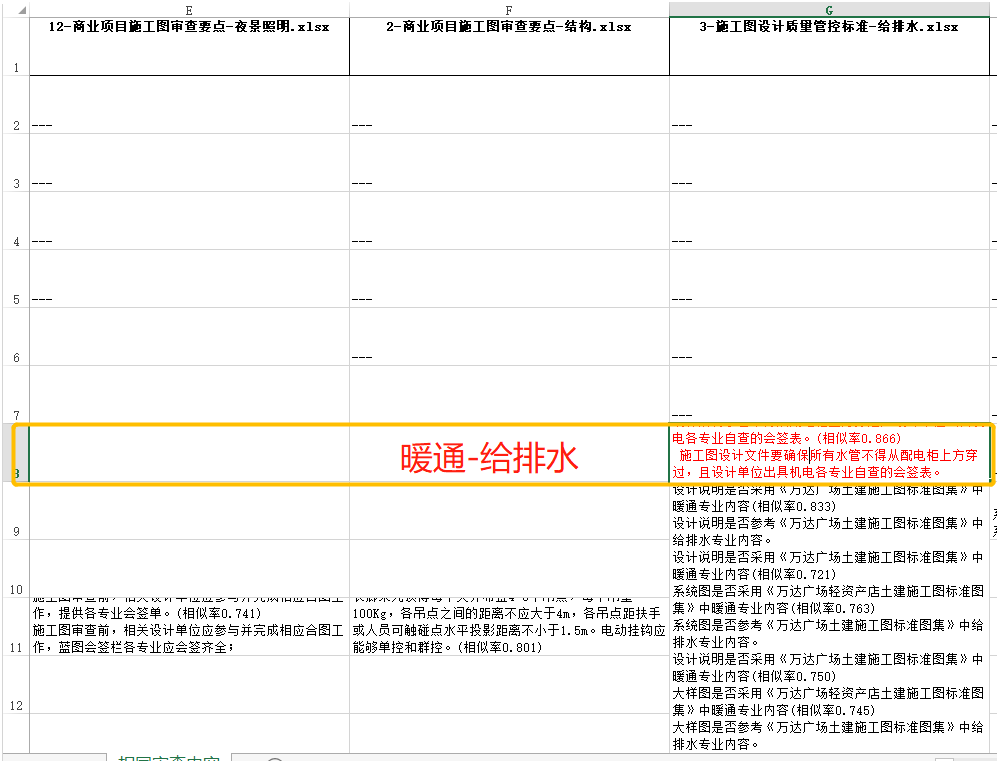 E F G
1 12-商业项目施工图审查要点-夜景照明.xlsx 2-商业项目施工图审查要点-结构.xlsx 3-施工图设计质量管控标准-给排水.xlsx
2 --- --- ---
3 --- --- ---
4 --- --- ---
5 --- --- ---
6 --- ---
7 ---
电各专业自查的会签表。(相似率0.866)
暖通-给排水
施工图设计文件要确保所有水管不得从配电柜上方穿
过，且设计单位出具机电各专业自查的会签表。
8
设计说明是否采用《万达广场土建施工图标准图集》中
暖通专业内容(相似率0.833)
设计说明是否参考《万达广场土建施工图标准图集》中
9
给排水专业内容。
设计说明是否采用《万达广场土建施工图标准图集》中
暖通专业内容(相似率0.721)
10
系统图是否采用《万达广场轻资产店土建施工图标准图
集》中暖通专业内容(相似率0.763)
系统图是否参考《万达广场土建施工图标准图集》中给
排水专业内容。
施工图审查前，相关设计单位应参与并完成相应合图工
作，提供各专业会签单。(相似率0.741)
施工图审查前，相关设计单位应参与并完成相应合图工
作，蓝图会签栏各专业应会签齐全；
100Kg，各吊点之间的距离不应大于4m，各吊点距扶手
或人员可触碰点水平投影距离不小于1.5m。电动挂钩应
能够单控和群控。(相似率0.801)
11
设计说明是否采用《万达广场土建施工图标准图集》中
暖通专业内容(相似率0.750)
大样图是否采用《万达广场轻资产店土建施工图标准图
集》中暖通专业内容(相似率0.745)
12
大样图是否参考《万达广场土建施工图标准图集》中给
排水专业内容。